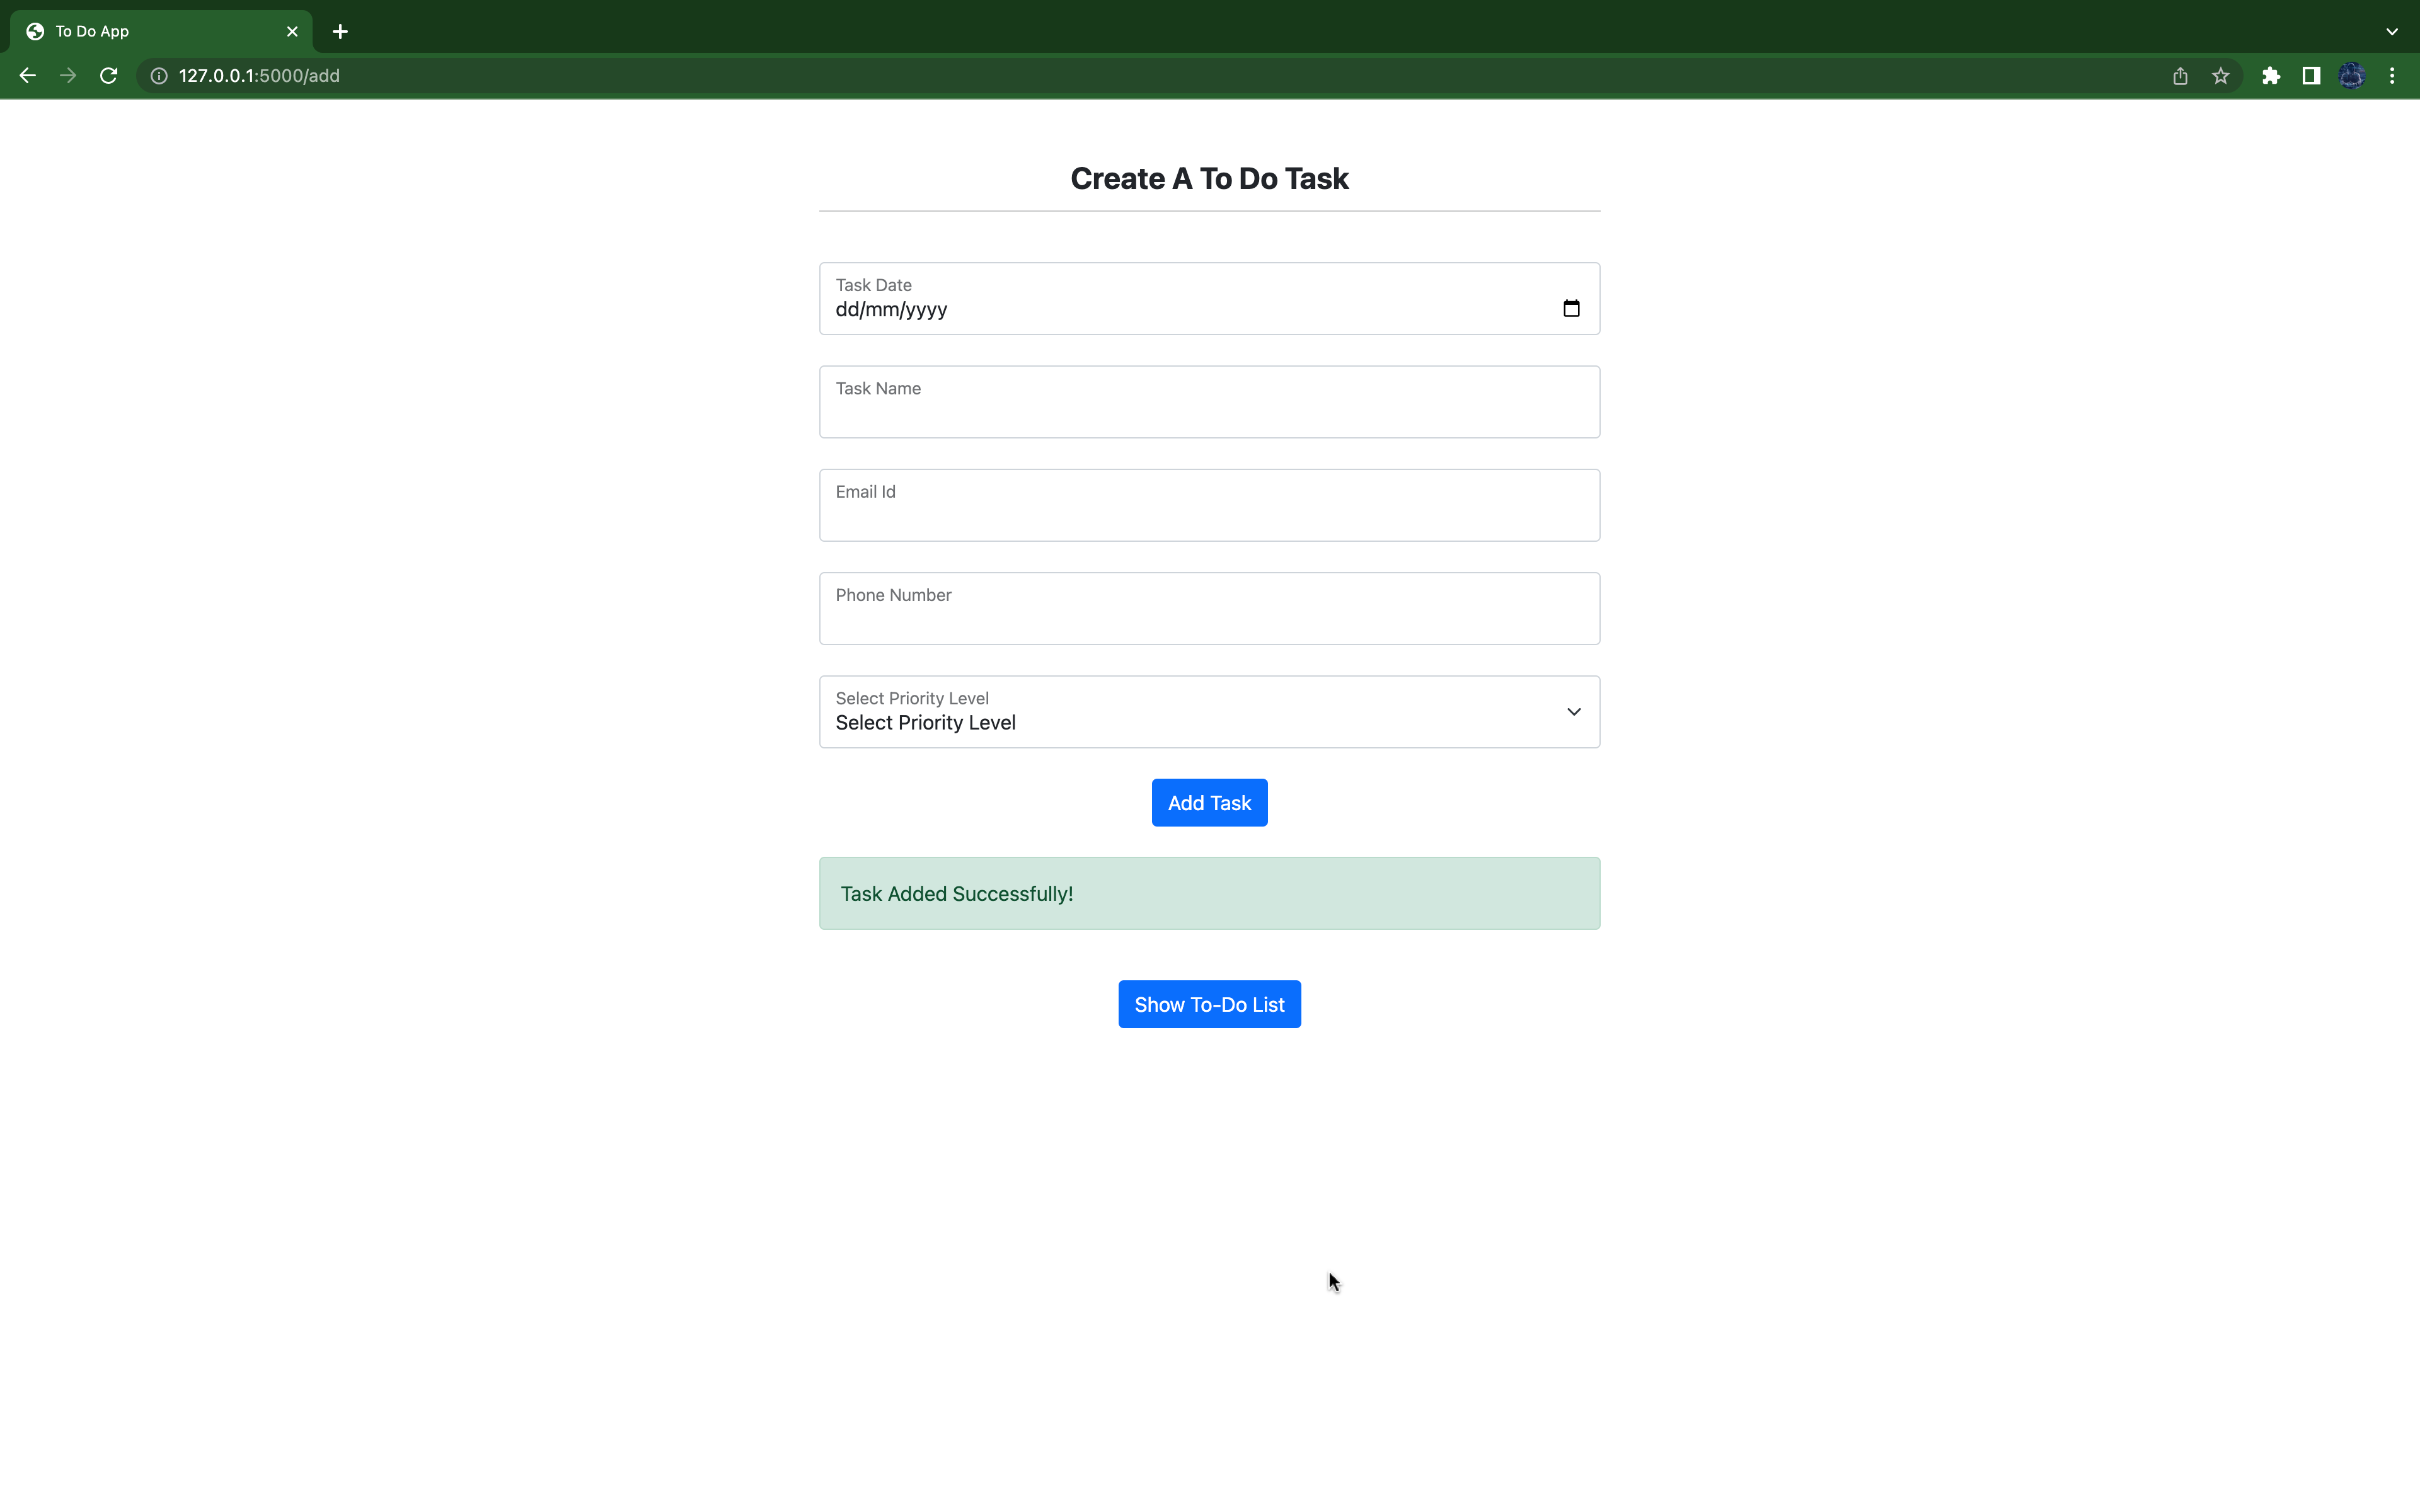 To Do App
127.0.0.1:5000/add
Create A To Do Task
Task Date
dd/mm/yyyy
Task Name
Email Id
Phone Number
Select Priority Level
Select Priority Level
Add Task
Task Added Successfully!
Show To-Do List